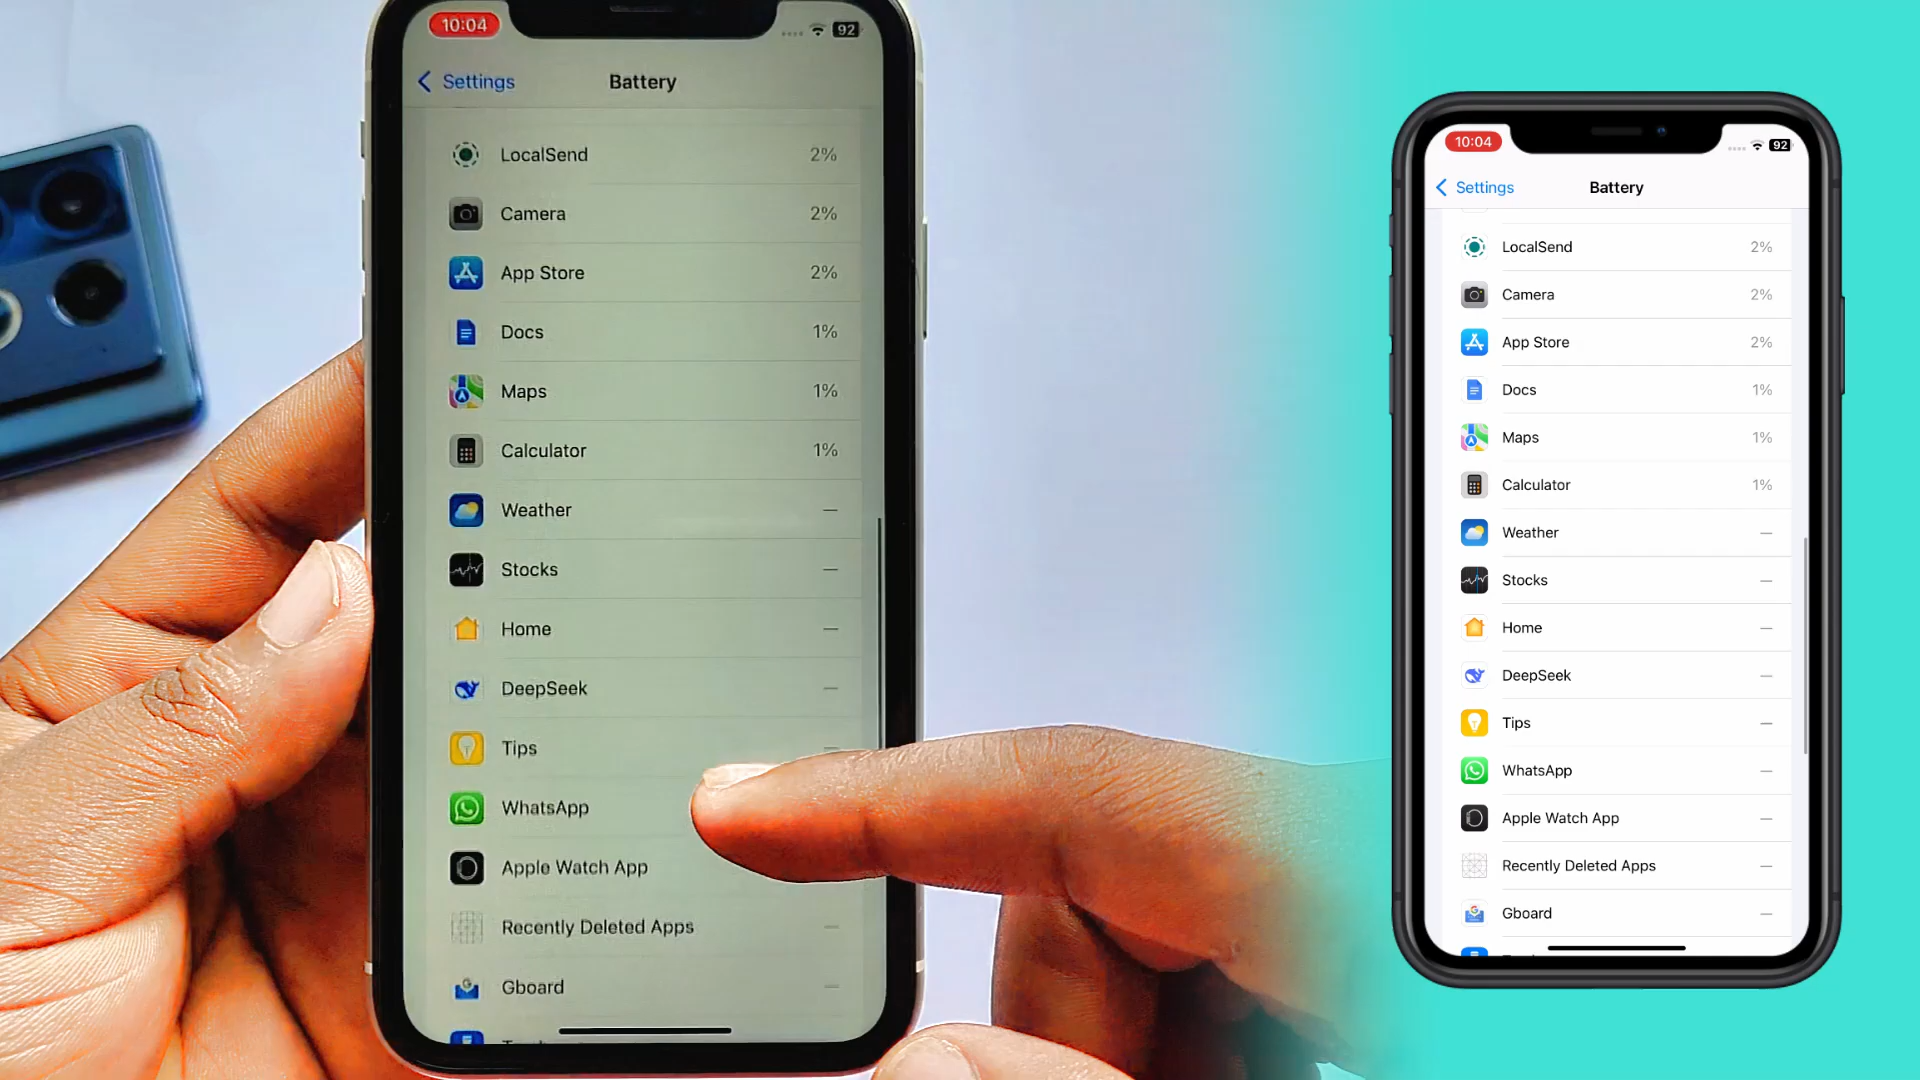 10:04
92
Settings
Battery
LocalSend 2%
Camera 2%
App Store 2%
Docs 1%
Maps 1%
Calculator 1%
Weather —
Stocks —
Home —
DeepSeek —
Tips —
WhatsApp
Apple Watch App
Recently Deleted Apps —
Gboard —
10:04
92
Settings
Battery
LocalSend 2%
Camera 2%
App Store 2%
Docs 1%
Maps 1%
Calculator 1%
Weather —
Stocks —
Home —
DeepSeek —
Tips —
WhatsApp —
Apple Watch App —
Recently Deleted Apps —
Gboard —